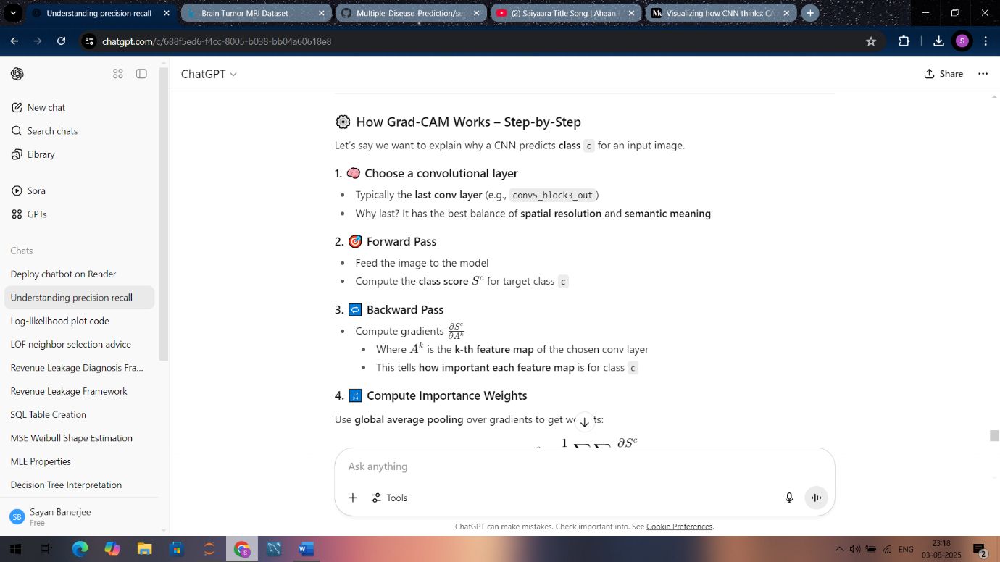 Understanding precision recall
Brain Tumor MRI Dataset
Multiple_Disease_Prediction/se
(2) Saiyaara Title Song | Ahaan
Visualizing how CNN thinks: CA
chatgpt.com/c/688f5ed6-f4cc-8005-b038-bb04a60618e8
S
ChatGPT
Share
New chat
Search chats
Library
Sora
GPTs
Chats
Deploy chatbot on Render
Understanding precision recall
Log-likelihood plot code
LOF neighbor selection advice
Revenue Leakage Diagnosis Fra...
Revenue Leakage Framework
SQL Table Creation
MSE Weibull Shape Estimation
MLE Properties
Decision Tree Interpretation
SB
Sayan Banerjee
Free
How Grad-CAM Works – Step-by-Step
Let's say we want to explain why a CNN predicts class c for an input image.
1. Choose a convolutional layer
• Typically the last conv layer (e.g., conv5_block3_out)
• Why last? It has the best balance of spatial resolution and semantic meaning
2. Forward Pass
• Feed the image to the model
• Compute the class score S^c for target class c
3. Backward Pass
• Compute gradients ∂S^c/∂A^k
• Where A^k is the k-th feature map of the chosen conv layer
• This tells how important each feature map is for class c
4. Compute Importance Weights
Use global average pooling over gradients to get we ts:
1 ∂S^c
Ask anything
Tools
ChatGPT can make mistakes. Check important info. See Cookie Preferences.
ENG
23:18
03-08-2025
2